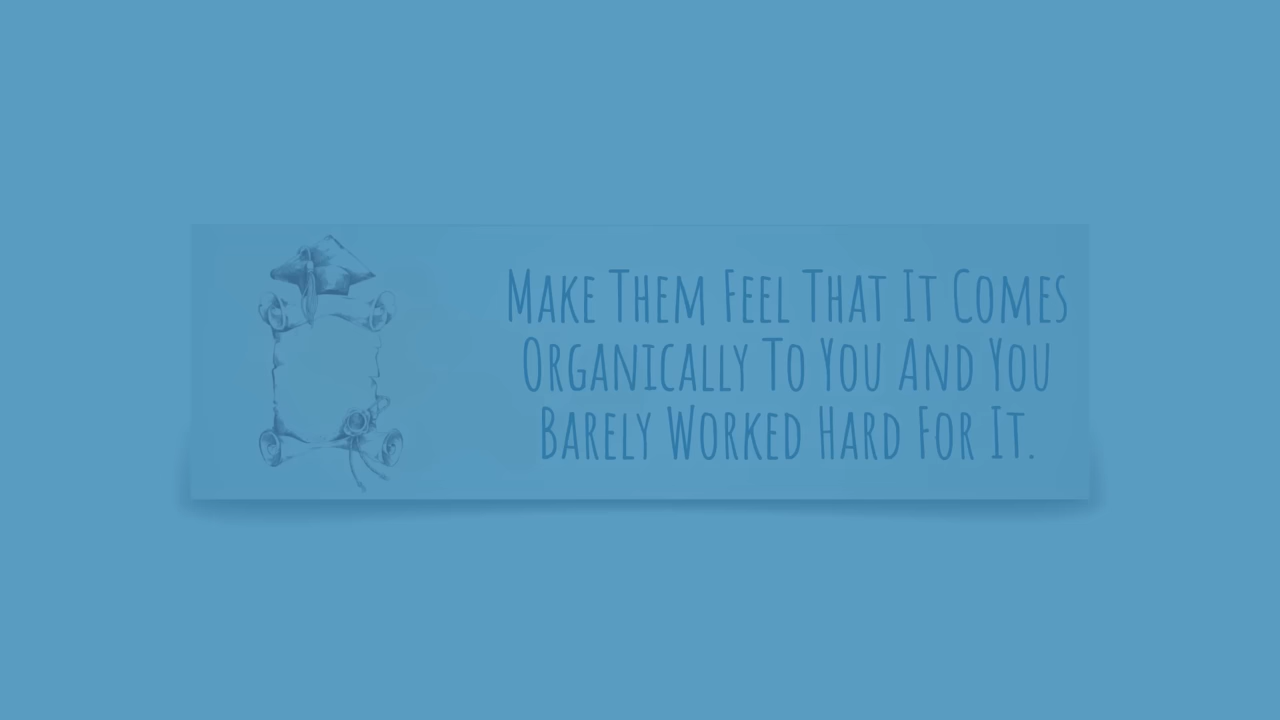 Make Them Feel That It Comes
Organically To You And You
Barely Worked Hard For It.